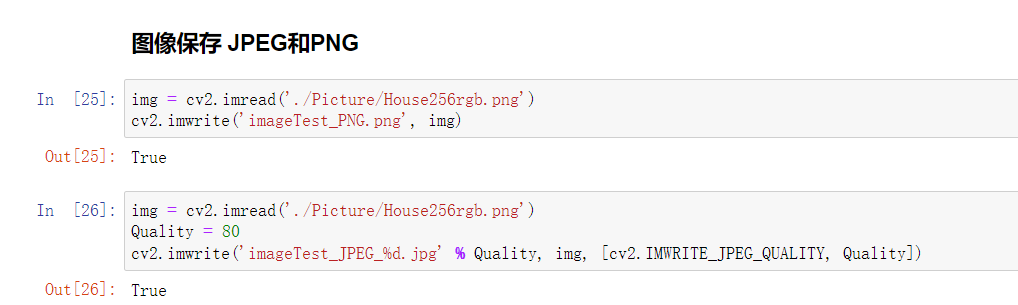 图像保存 JPEG和PNG
In [25]: img = cv2.imread('./Picture/House256rgb.png')
cv2.imwrite('imageTest_PNG.png', img)
Out[25]: True
In [26]: img = cv2.imread('./Picture/House256rgb.png')
Quality = 80
cv2.imwrite('imageTest_JPEG_%d.jpg' % Quality, img, [cv2.IMWRITE_JPEG_QUALITY, Quality])
Out[26]: True